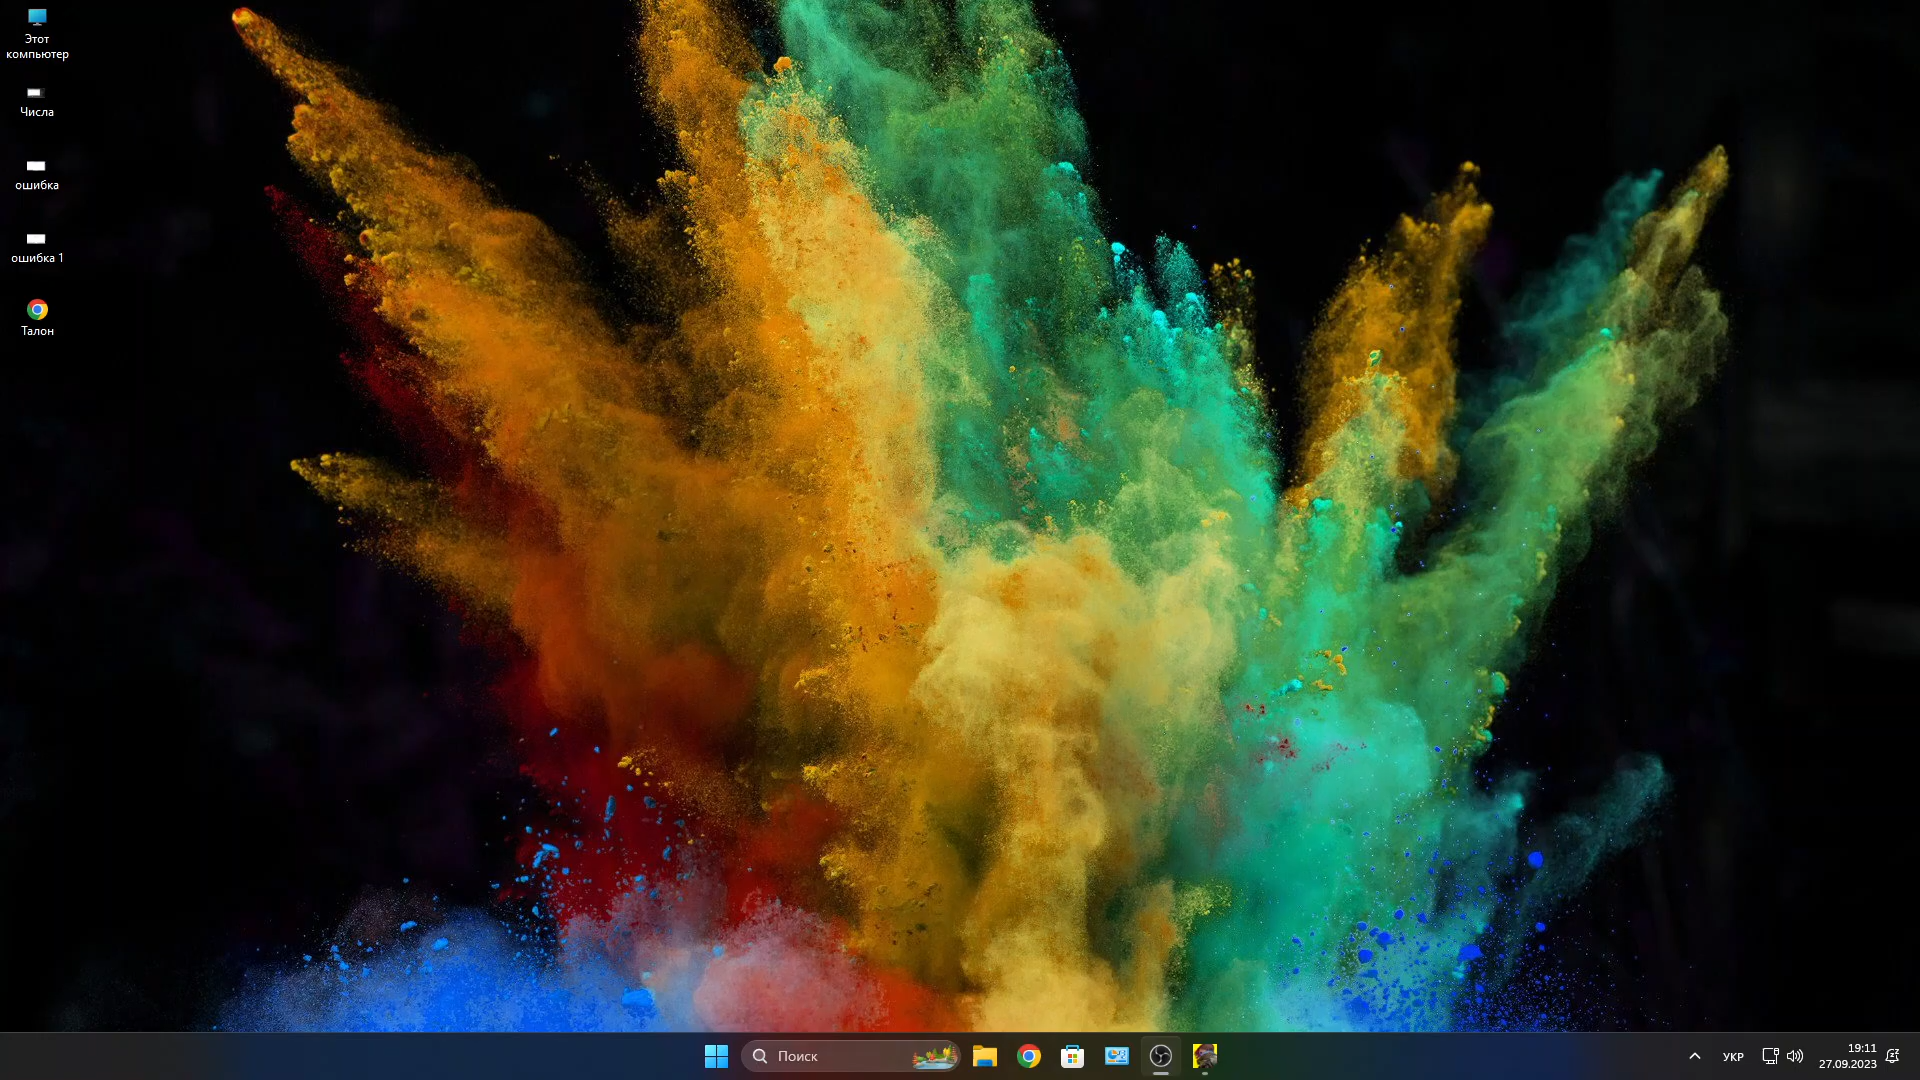 Этот
компьютер
Числа
ошибка
ошибка 1
Талон
Поиск
УКР
19:11
27.09.2023